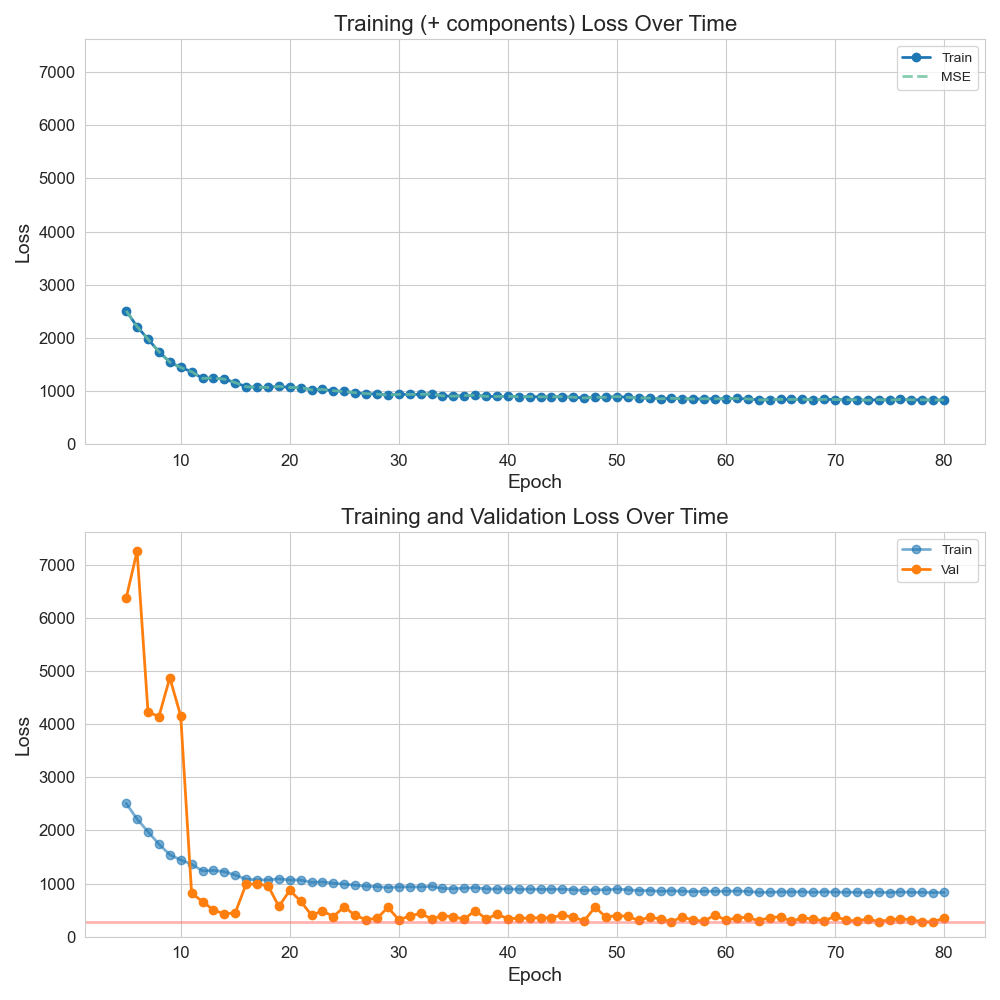 Training (+ components) Loss Over Time
Train
MSE
7000
6000
5000
4000
3000
2000
1000
0
Loss
10 20 30 40 50 60 70 80
Epoch
Training and Validation Loss Over Time
Train
Val
7000
6000
5000
4000
3000
2000
1000
0
Loss
10 20 30 40 50 60 70 80
Epoch